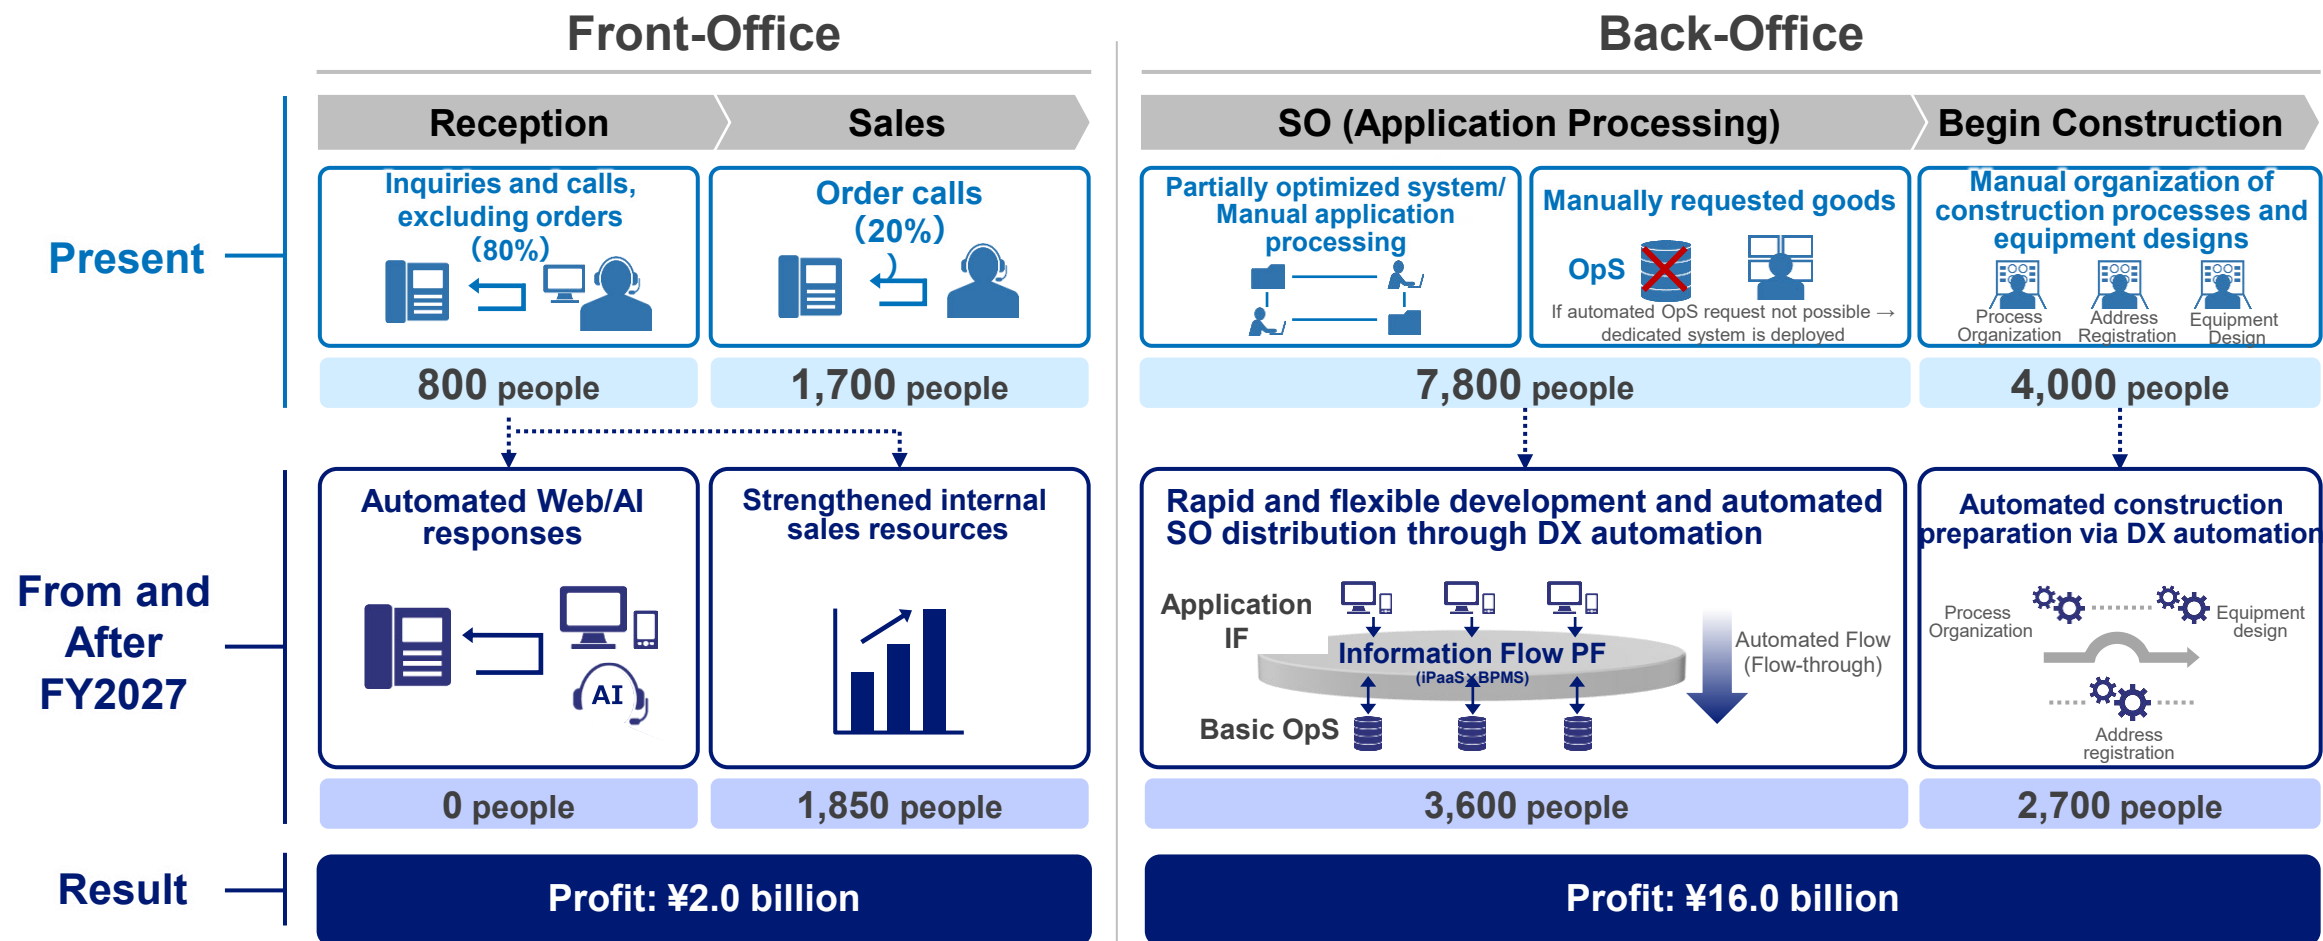 Front-Office
Back-Office
Reception
Sales
SO (Application Processing)
Begin Construction
Present
Inquiries and calls,
excluding orders
(80%)
Order calls
(20%)
)
Partially optimized system/
Manual application
processing
Manually requested goods
OpS
If automated OpS request not possible →
dedicated system is deployed
Manual organization of
construction processes and
equipment designs
Process
Organization
Address
Registration
Equipment
Design
800 people
1,700 people
7,800 people
4,000 people
From and
After
FY2027
Automated Web/AI
responses
AI
Strengthened internal
sales resources
Rapid and flexible development and automated
SO distribution through DX automation
Application
IF
Information Flow PF
(iPaaS×BPMS)
Basic OpS
Automated Flow
(Flow-through)
Automated construction
preparation via DX automation
Process
Organization
Equipment
design
Address
registration
0 people
1,850 people
3,600 people
2,700 people
Result
Profit: ¥2.0 billion
Profit: ¥16.0 billion